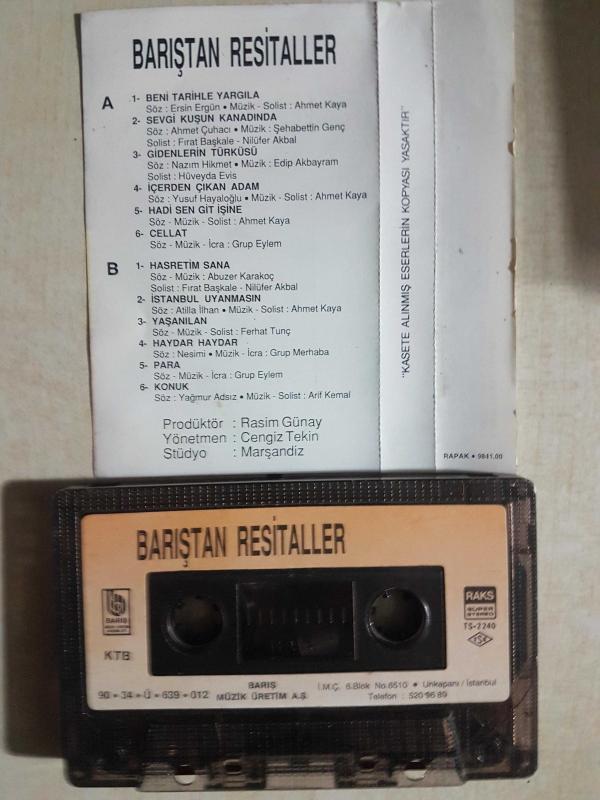 BARIŞTAN RESİTALLER
A
1- BENİ TARİHLE YARGILA
Söz : Ersin Ergün • Müzik - Solist : Ahmet Kaya
2- SEVGİ KUŞUN KANADINDA
Söz : Ahmet Çuhacı • Müzik : Şehabettin Genç
Solist : Fırat Başkale - Nilüfer Akbal
3- GİDENLERİN TÜRKÜSÜ
Söz : Nazım Hikmet • Müzik : Edip Akbayram
Solist : Hüveyda Evis
4- İÇERDEN ÇIKAN ADAM
Söz : Yusuf Hayaloğlu • Müzik - Solist : Ahmet Kaya
5- HADİ SEN GİT İŞİNE
Söz - Müzik - Solist : Ahmet Kaya
6- CELLAT
Söz - Müzik - İcra : Grup Eylem
B
1- HASRETİM SANA
Söz - Müzik : Abuzer Karakoç
Solist : Fırat Başkale - Nilüfer Akbal
2- İSTANBUL UYANMASIN
Söz : Atilla İlhan • Müzik - Solist : Ahmet Kaya
3- YAŞANILAN
Söz - Müzik - Solist : Ferhat Tunç
4- HAYDAR HAYDAR
Söz : Nesimi • Müzik - İcra : Grup Merhaba
5- PARA
Söz - Müzik - İcra : Grup Eylem
6- KONUK
Söz : Yağmur Adsız • Müzik - Solist : Arif Kemal
Prodüktör : Rasim Günay
Yönetmen : Cengiz Tekin
Stüdyo : Marşandiz
"KASETE ALINMIŞ ESERLERİN KOPYASI YASAKTIR"
RAPAK • 9841.00
BARIŞTAN RESİTALLER
BARIŞ
RAKS
SUPER
STEREO
TS-2240
TSE
KTB
90 - 34 - Ü - 639 - 012
BARIŞ
MÜZİK ÜRETİM A.Ş.
İ.M.Ç. 6.Blok No.6510 • Unkapanı / İstanbul
Telefon : 520 96 89